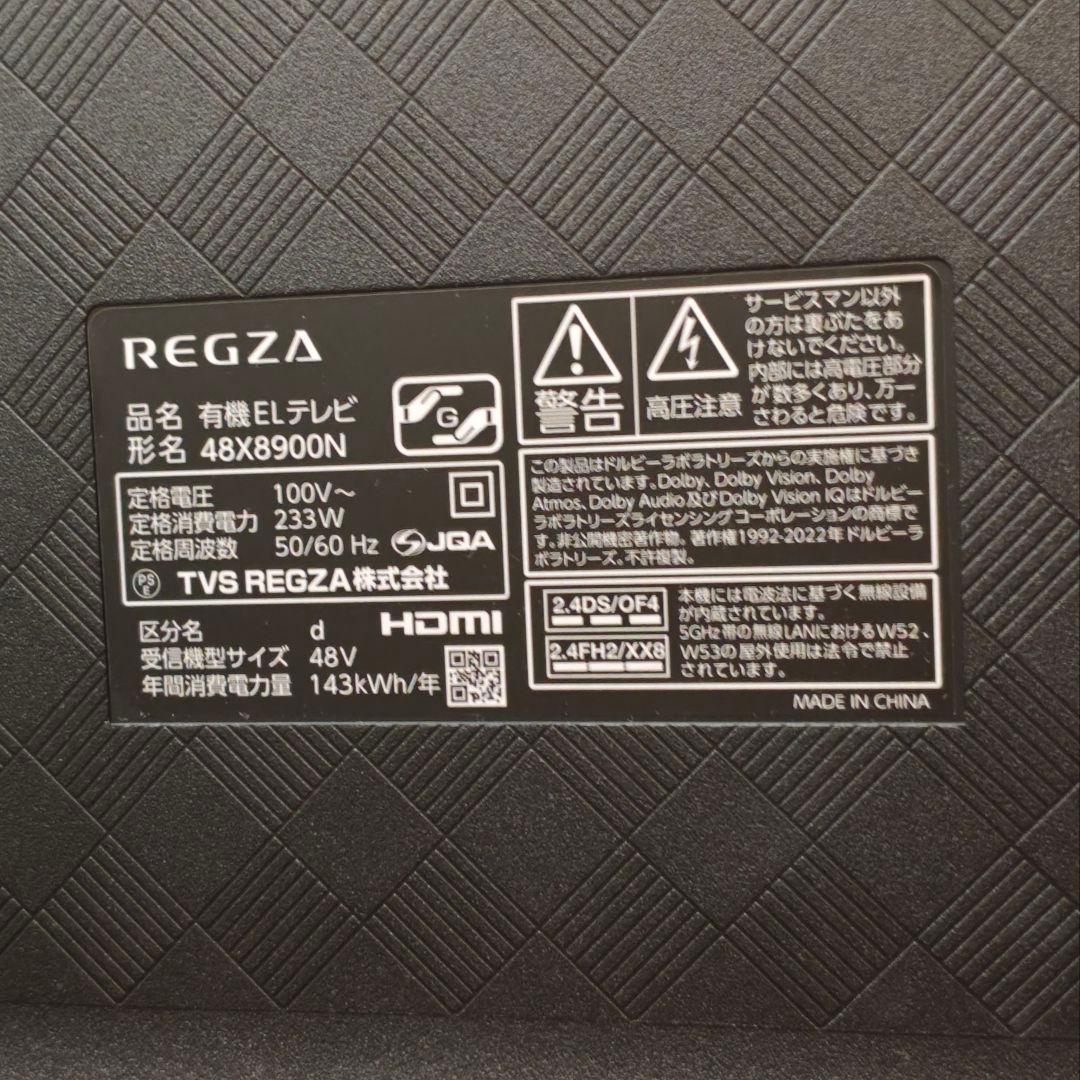 REGZA
品名 有機ELテレビ
形名 48X8900N
G
定格電圧 100V～
定格消費電力 233W
定格周波数 50/60 Hz
JQA
PS
E
TVS REGZA株式会社
区分名 d
HDMI
受信機型サイズ 48V
年間消費電力量 143kWh/年
警告
高圧注意
サービスマン以外
の方は裏ぶたをあ
けないでください。
内部には高電圧部分
が数多くあり、万一
さわると危険です。
この製品はドルビーラボラトリーズからの実施権に基づき
製造されています。Dolby、Dolby Vision、Dolby
Atmos、Dolby Audio及びDolby Vision IQはドルビー
ラボラトリーズライセンシング コーポレーションの商標で
す。非公開機密著作物。著作権1992-2022年 ドルビーラ
ボラトリーズ。不許複製。
2.4DS/OF4
2.4FH2/XX8
本機には電波法に基づく無線設備
が内蔵されています。
5GHz 帯の無線LANにおけるW52、
W53の屋外使用は法令で禁止
されています。
MADE IN CHINA